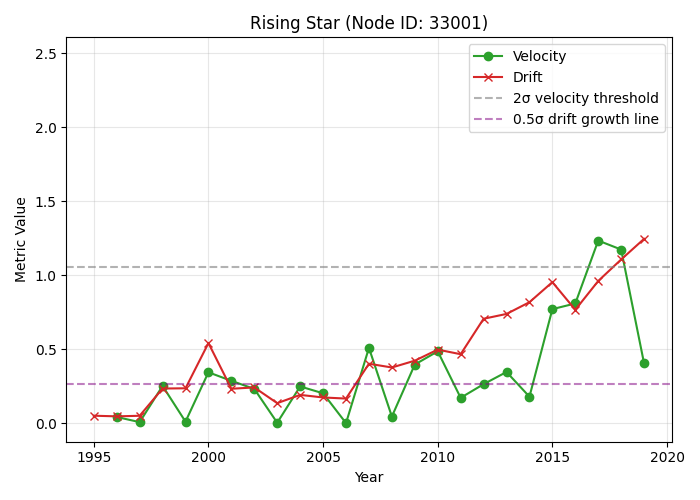 Rising Star (Node ID: 33001)
2.5
2.0
1.5
1.0
0.5
0.0
Metric Value
Velocity
Drift
2σ velocity threshold
0.5σ drift growth line
1995
2000
2005
2010
2015
2020
Year